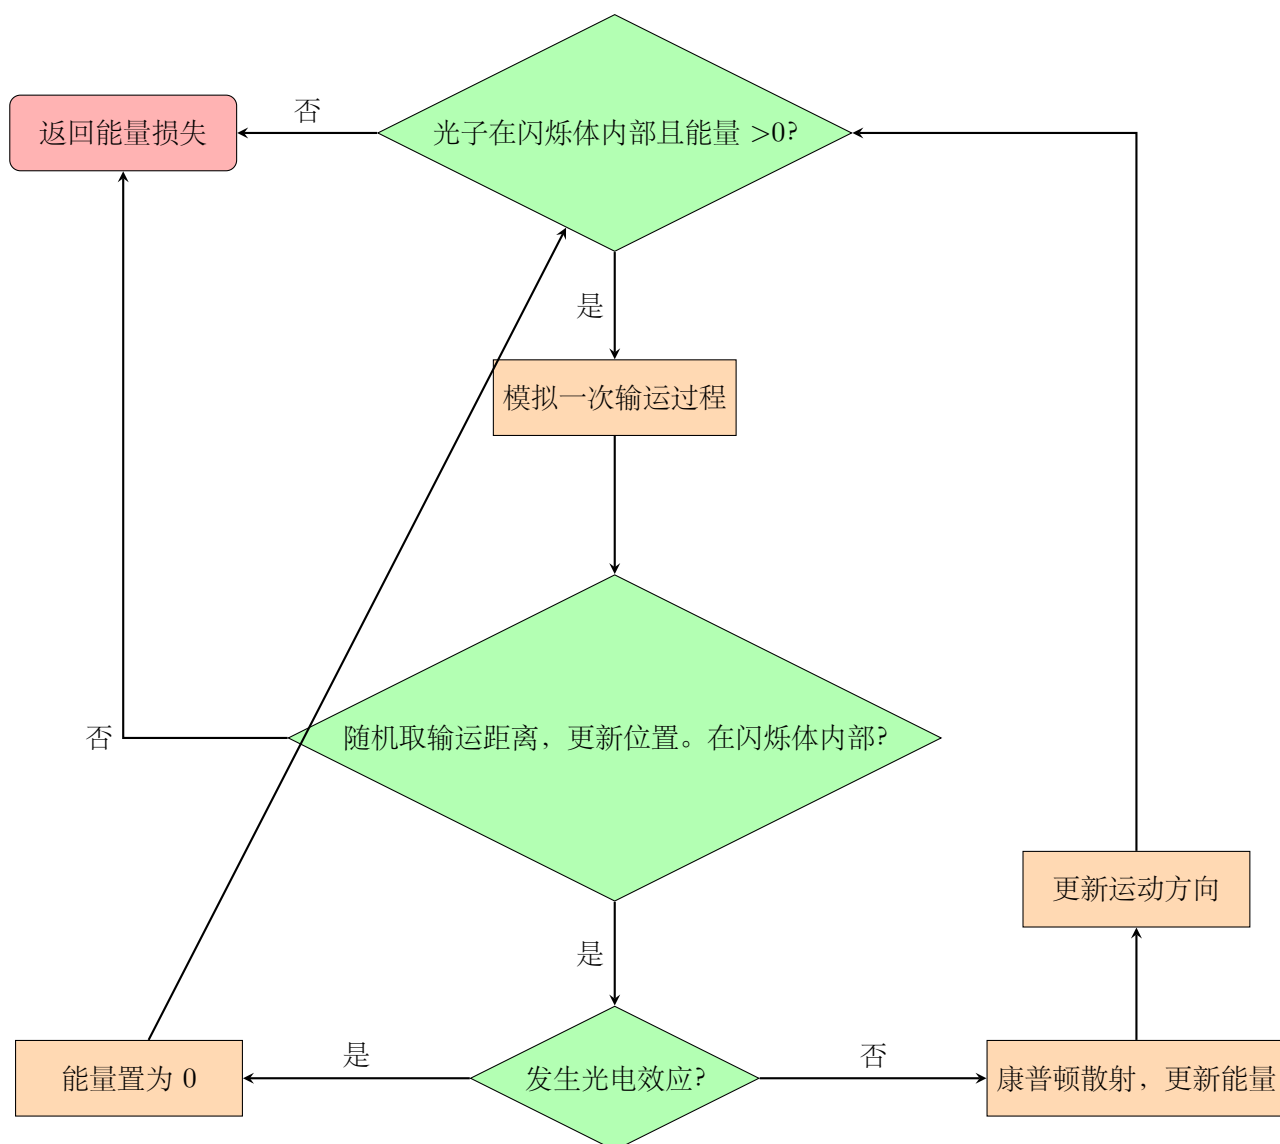 否
返回能量损失
光子在闪烁体内部且能量 >0?
是
模拟一次输运过程
否
随机取输运距离，更新位置。在闪烁体内部?
更新运动方向
是
是
否
能量置为 0
发生光电效应?
康普顿散射，更新能量